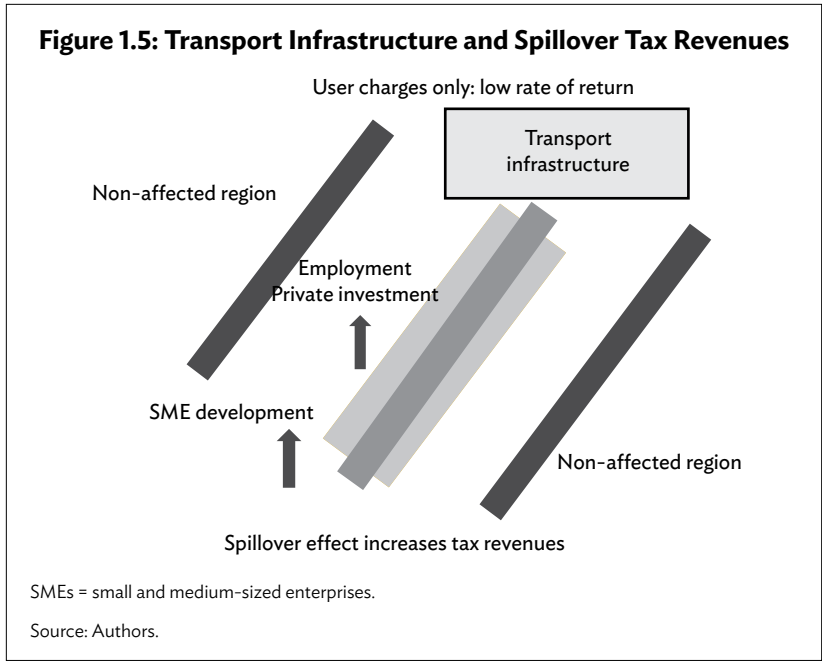 Figure 1.5: Transport Infrastructure and Spillover Tax Revenues
User charges only: low rate of return
Transport
infrastructure
Non-affected region
Employment
Private investment
SME development
Non-affected region
Spillover effect increases tax revenues
SMEs = small and medium-sized enterprises.
Source: Authors.